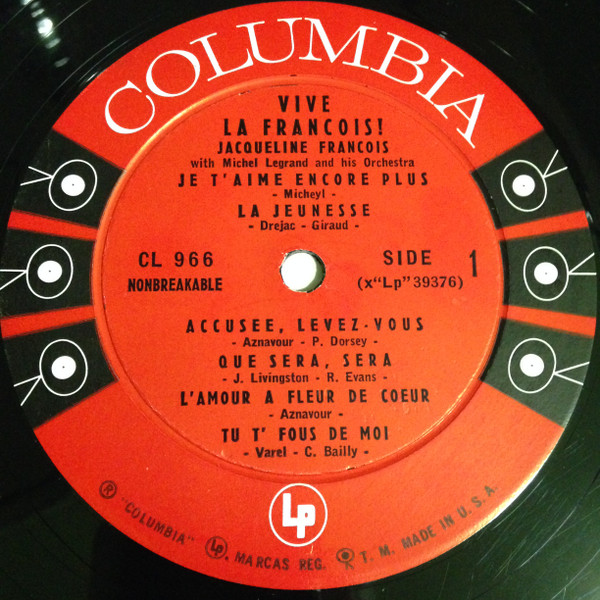 COLUMBIA
VIVE
LA FRANCOIS!
JACQUELINE FRANCOIS
with Michel Legrand and his Orchestra
JE T'AIME ENCORE PLUS
- Micheyl -
LA JEUNESSE
- Drejac - Giraud -
CL 966
NONBREAKABLE
SIDE 1
(x"Lp" 39376)
ACCUSEE, LEVEZ-VOUS
- Aznavour - P. Dorsey -
QUE SERA, SERA
- J. Livingston - R. Evans -
L'AMOUR A FLEUR DE COEUR
- Aznavour -
TU T' FOUS DE MOI
- Varel - C. Bailly -
Lp
® "COLUMBIA" Lp, MARCAS REG. T. M. MADE IN U. S. A.